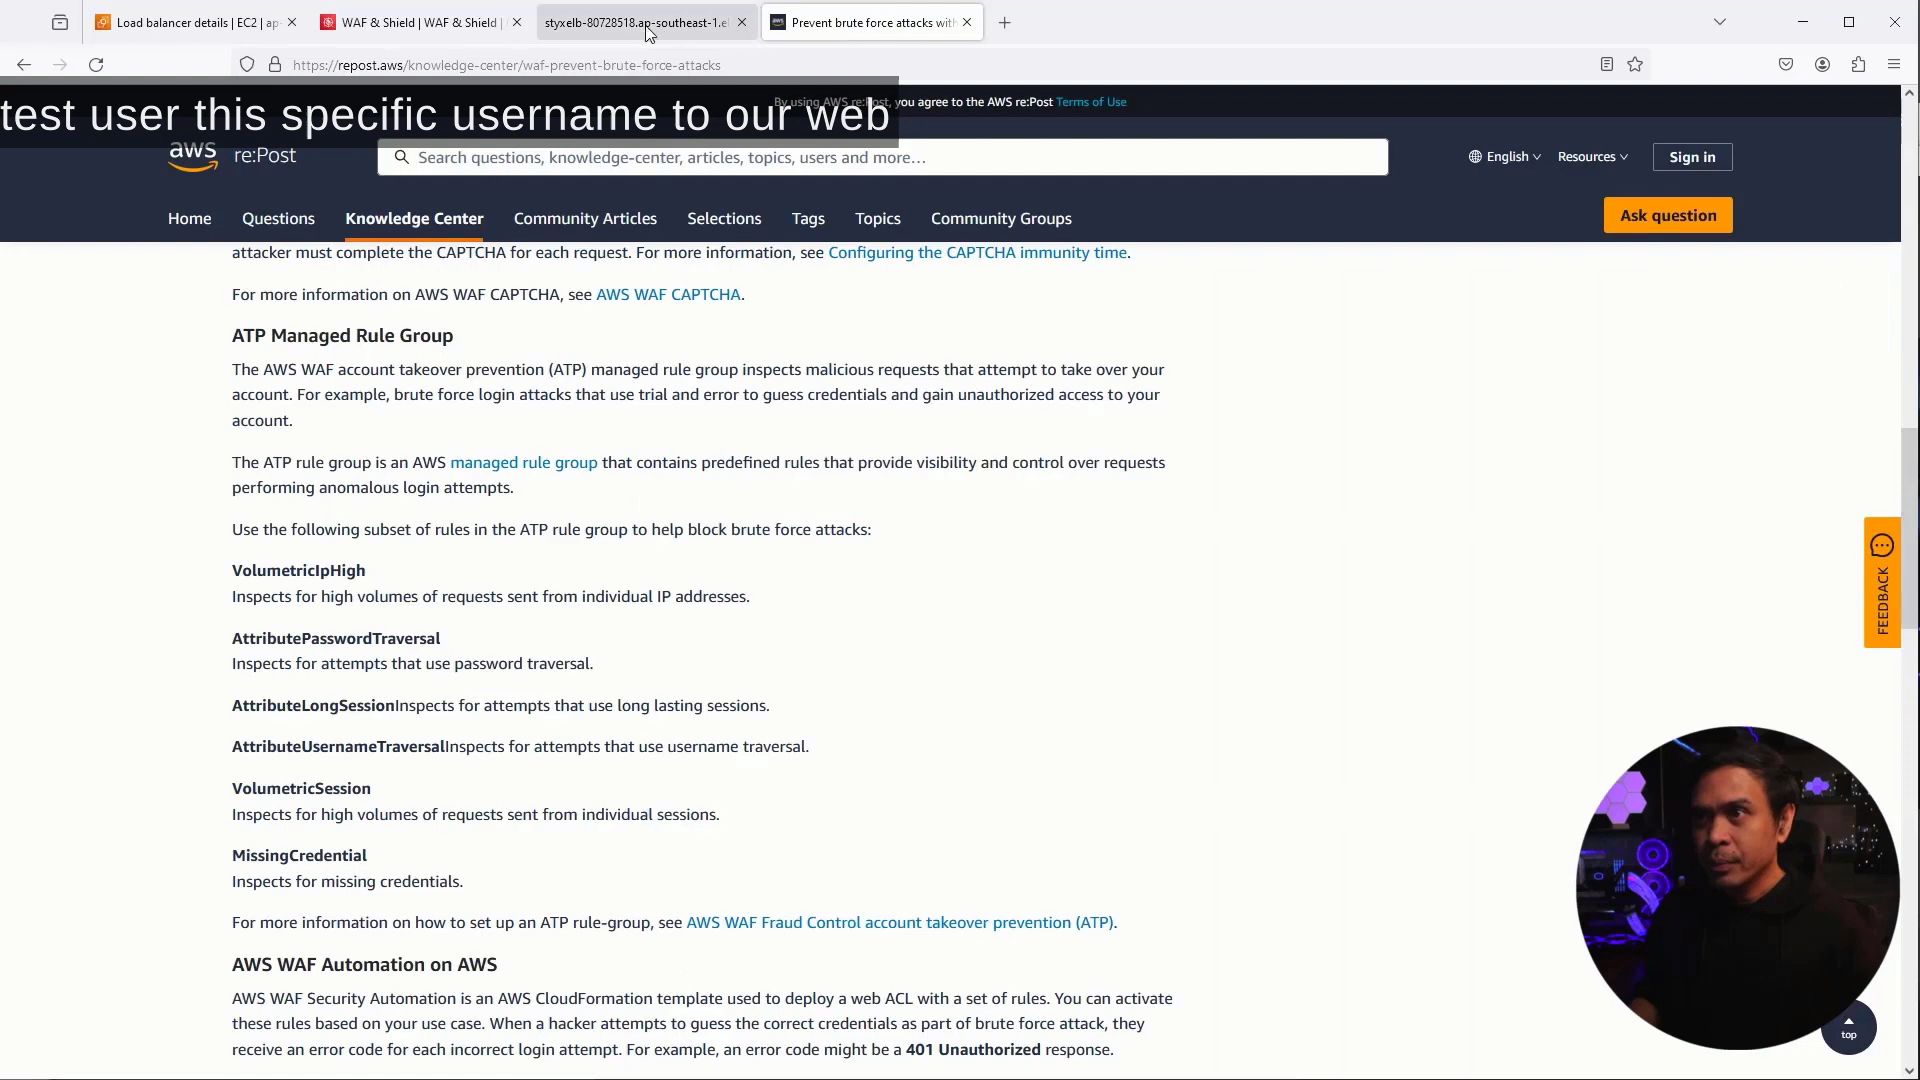 Load balancer details | EC2 | ap-
WAF & Shield | WAF & Shield |
styxelb-80728518.ap-southeast-1.el
Prevent brute force attacks with
https://repost.aws/knowledge-center/waf-prevent-brute-force-attacks
By using AWS re:Post, you agree to the AWS re:Post Terms of Use
test user this specific username to our web
aws
re:Post
Search questions, knowledge-center, articles, topics, users and more…
English
Resources
Sign in
Home
Questions
Knowledge Center
Community Articles
Selections
Tags
Topics
Community Groups
Ask question
attacker must complete the CAPTCHA for each request. For more information, see Configuring the CAPTCHA immunity time.
For more information on AWS WAF CAPTCHA, see AWS WAF CAPTCHA.
ATP Managed Rule Group
The AWS WAF account takeover prevention (ATP) managed rule group inspects malicious requests that attempt to take over your
account. For example, brute force login attacks that use trial and error to guess credentials and gain unauthorized access to your
account.
The ATP rule group is an AWS managed rule group that contains predefined rules that provide visibility and control over requests
performing anomalous login attempts.
Use the following subset of rules in the ATP rule group to help block brute force attacks:
VolumetricIpHigh
Inspects for high volumes of requests sent from individual IP addresses.
AttributePasswordTraversal
Inspects for attempts that use password traversal.
AttributeLongSessionInspects for attempts that use long lasting sessions.
AttributeUsernameTraversalInspects for attempts that use username traversal.
VolumetricSession
Inspects for high volumes of requests sent from individual sessions.
MissingCredential
Inspects for missing credentials.
For more information on how to set up an ATP rule-group, see AWS WAF Fraud Control account takeover prevention (ATP).
AWS WAF Automation on AWS
AWS WAF Security Automation is an AWS CloudFormation template used to deploy a web ACL with a set of rules. You can activate
these rules based on your use case. When a hacker attempts to guess the correct credentials as part of brute force attack, they
receive an error code for each incorrect login attempt. For example, an error code might be a 401 Unauthorized response.
FEEDBACK
top